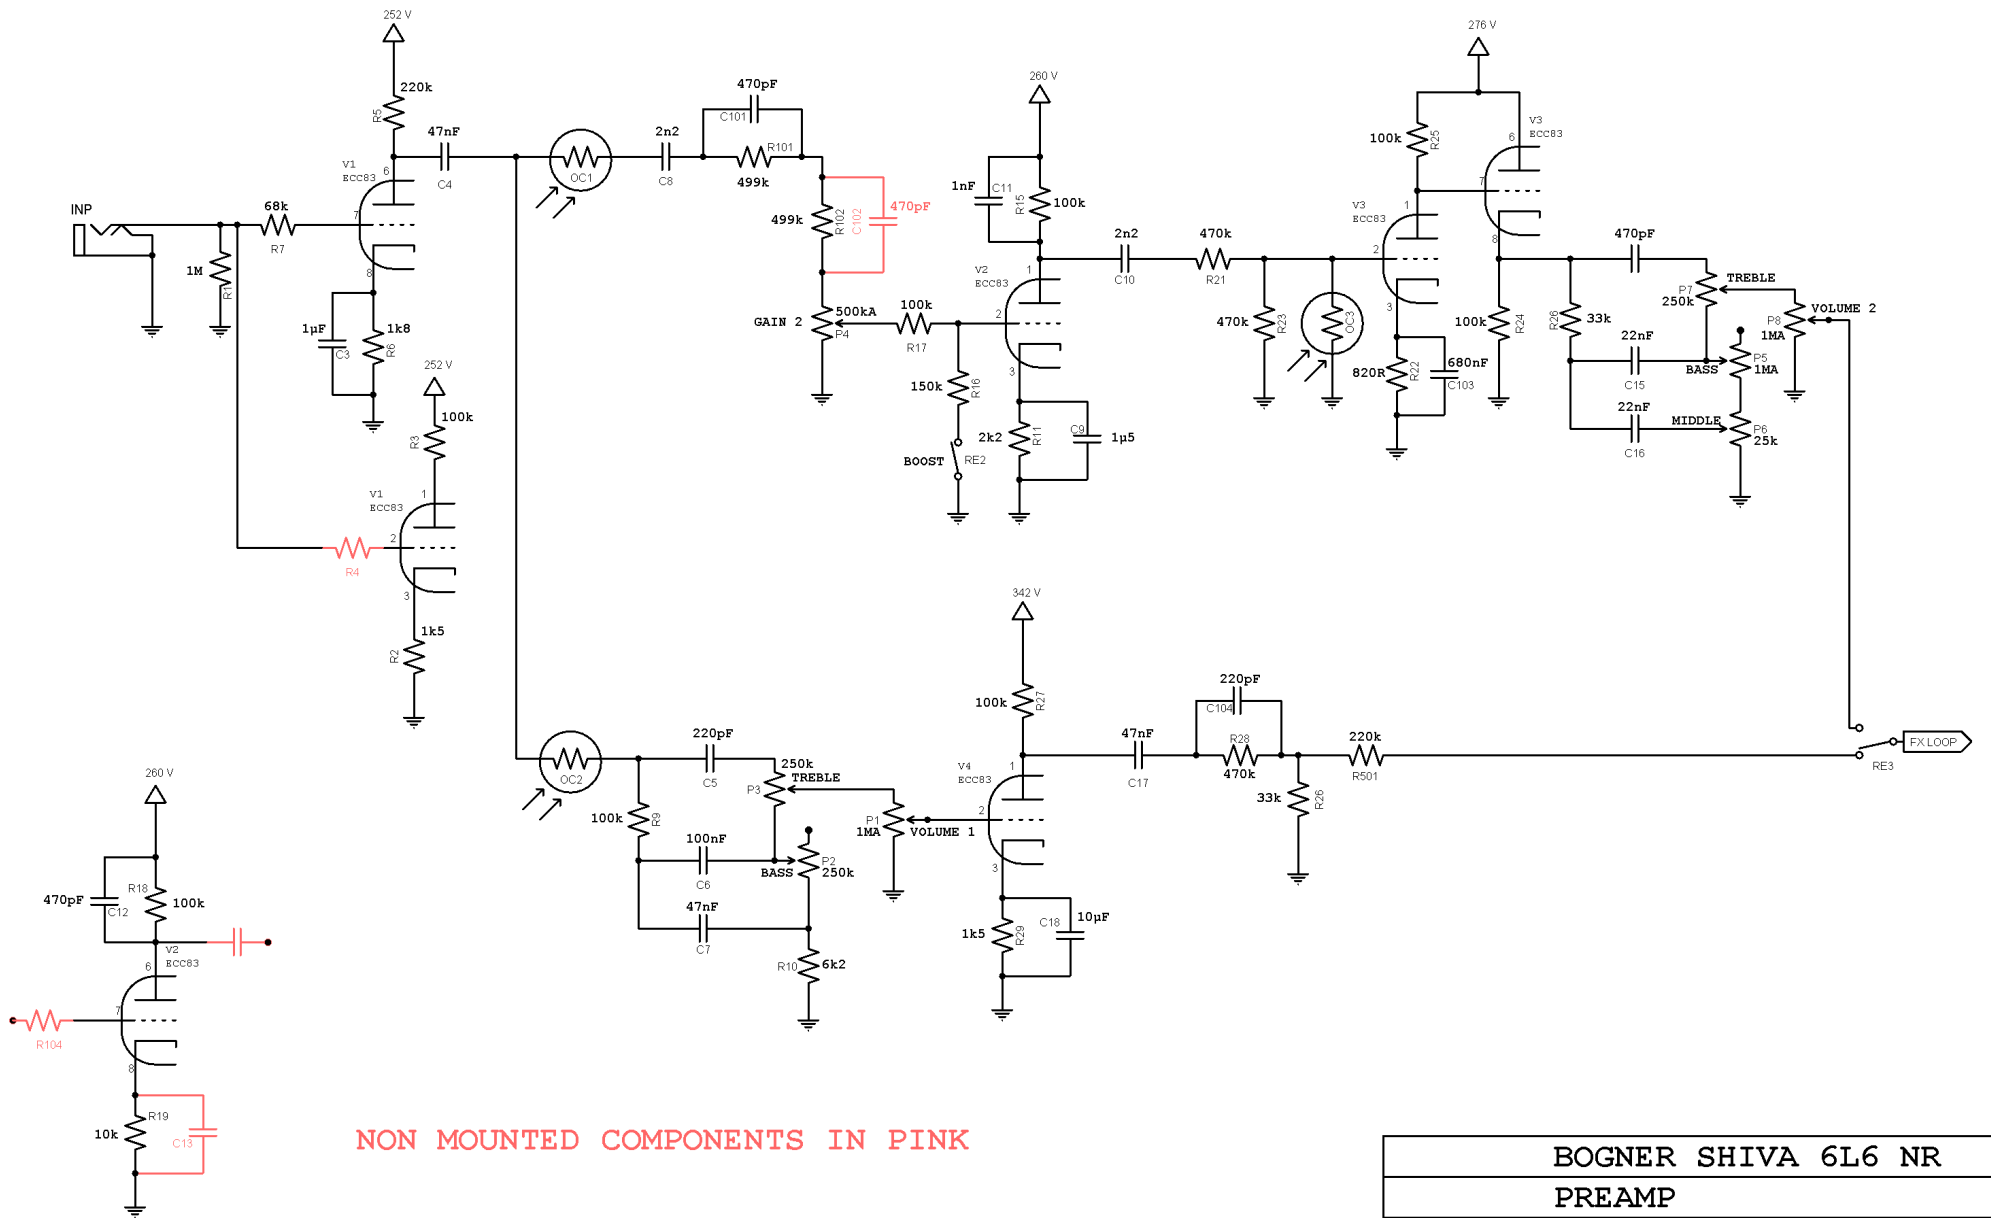 252 V
220k
R5
47nF
C4
V1
ECC83
6
7
8
INP
68k
R7
1M
R1
1µF
C3
1k8
R6
252 V
100k
R3
V1
ECC83
1
2
3
R4
1k5
R2
OC1
2n2
C8
470pF
C101
R101
499k
499k
R102
470pF
C102
GAIN 2
500kA
P4
100k
R17
150k
R16
BOOST
RE2
260 V
1nF
C11
R15
100k
V2
ECC83
1
2
3
2k2
R11
C9
1µ5
2n2
C10
470k
R21
470k
R23
OC3
276 V
100k
R25
V3
ECC83
6
7
8
V3
ECC83
1
2
3
820R
R22
680nF
C103
100k
R24
R26
33k
470pF
TREBLE
P7
250k
22nF
C15
BASS
P5
1MA
22nF
C16
MIDDLE
P6
25k
VOLUME 2
P8
1MA
OC2
220pF
C5
250k
TREBLE
P3
100k
R9
100nF
C6
BASS
P2
250k
47nF
C7
R10
6k2
P1
1MA
VOLUME 1
342 V
100k
R27
V4
ECC83
1
2
3
1k5
R29
C18
10µF
47nF
C17
220pF
C104
R28
470k
33k
R26
220k
R501
RE3
FX LOOP
260 V
470pF
C12
R18
100k
V2
ECC83
6
7
8
R104
R19
10k
C13
NON MOUNTED COMPONENTS IN PINK
BOGNER SHIVA 6L6 NR
PREAMP